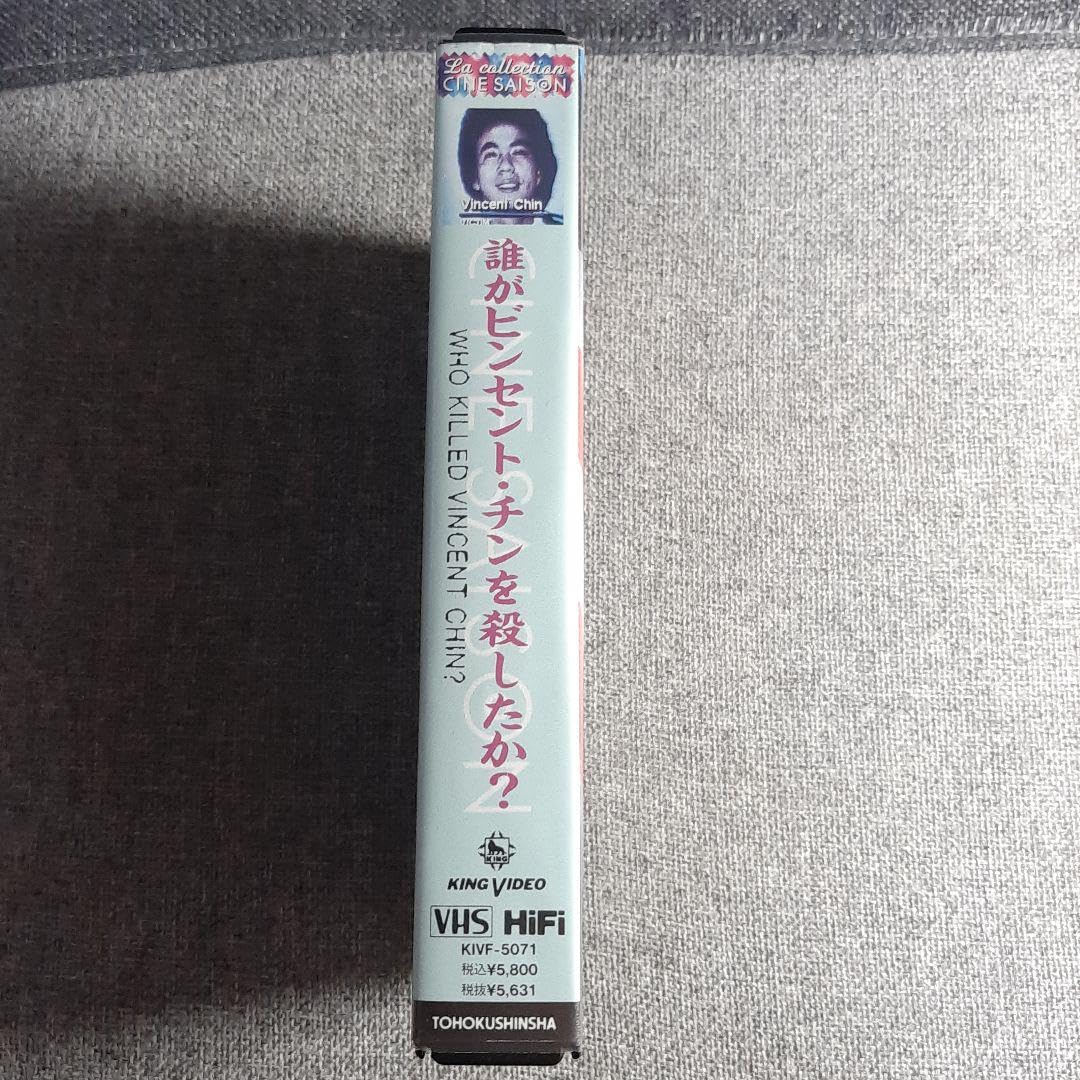 La collection
CINE SAISON
Vincent Chin
誰がビンセント・チンを殺したか?
WHO KILLED VINCENT CHIN?
CINE SAISON
KING
KING VIDEO
VHS HiFi
KIVF-5071
税込¥5,800
税抜¥5,631
TOHOKUSHINSHA